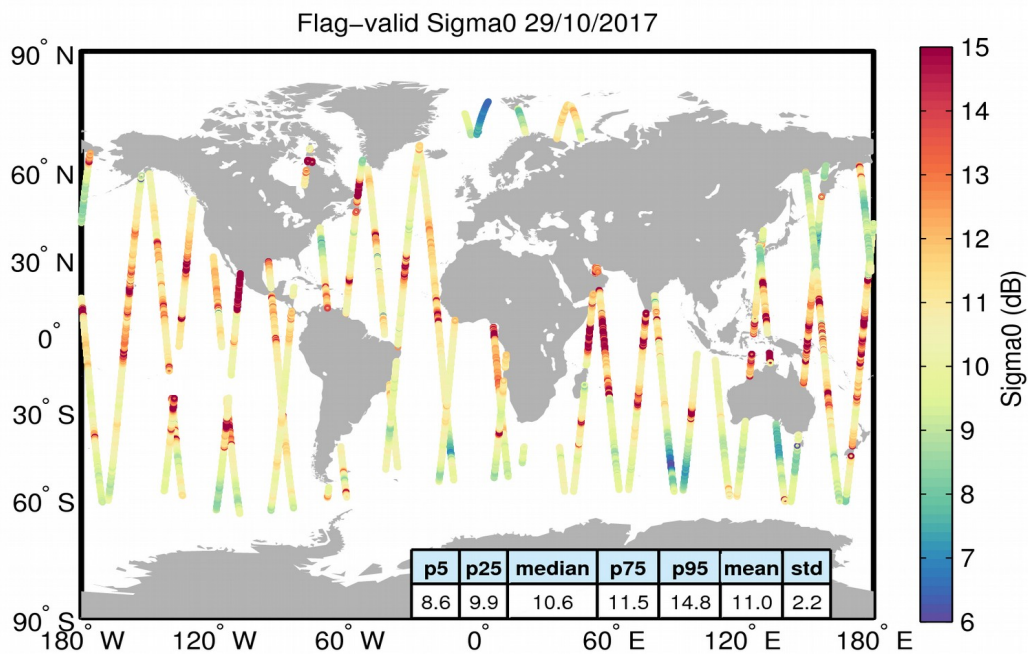 Flag−valid Sigma0 29/10/2017
90° N
60° N
30° N
0°
30° S
60° S
90° S
180° W
120° W
60° W
0°
60° E
120° E
180° E
p5 p25 median p75 p95 mean std
8.6 9.9 10.6 11.5 14.8 11.0 2.2
15
14
13
12
11
10
9
8
7
6
Sigma0 (dB)